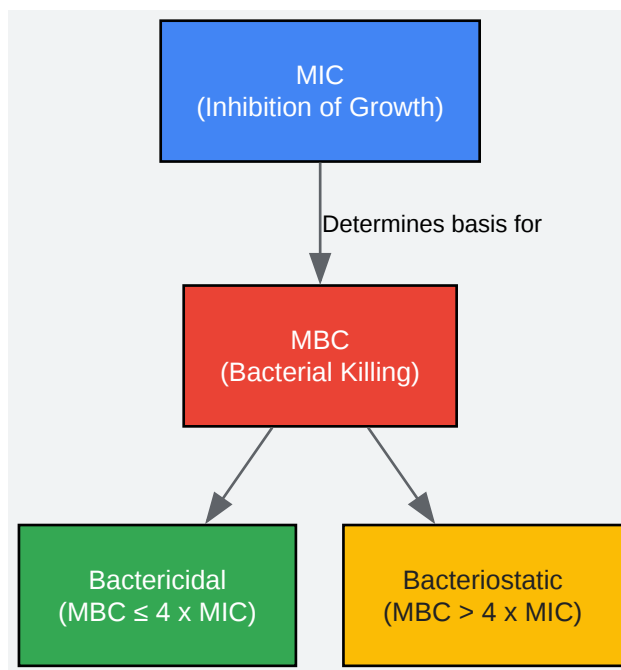 MIC
(Inhibition of Growth)
Determines basis for
MBC
(Bacterial Killing)
Bactericidal
(MBC ≤ 4 x MIC)
Bacteriostatic
(MBC > 4 x MIC)